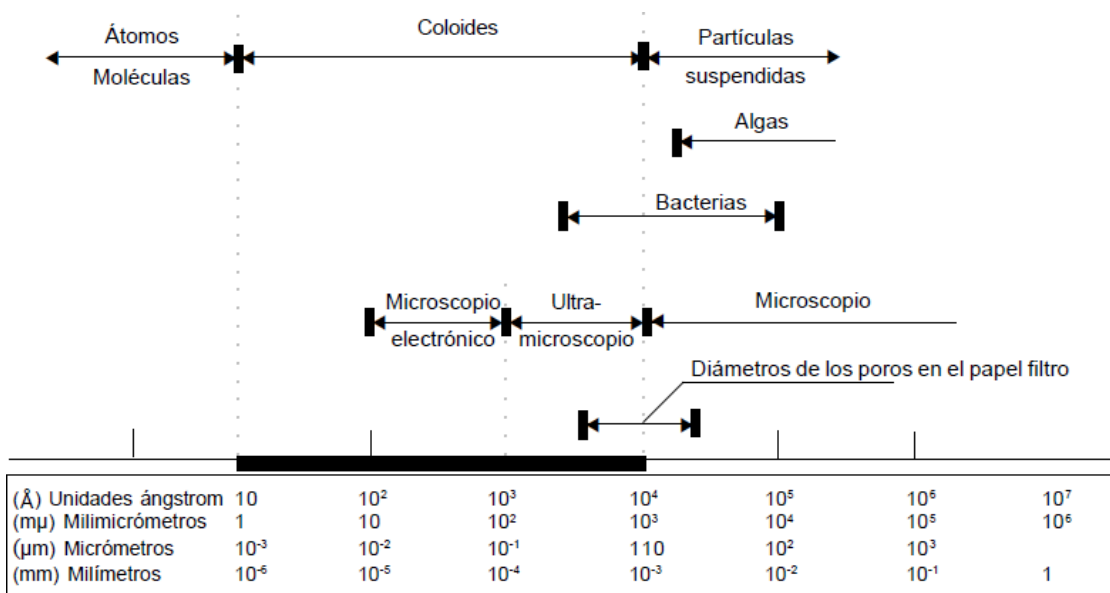 Átomos
Moléculas
Coloides
Partículas
suspendidas
Algas
Bacterias
Microscopio
electrónico
Ultra-
microscopio
Microscopio
Diámetros de los poros en el papel filtro
(Å) Unidades ángstrom 10 10² 10³ 10⁴ 10⁵ 10⁶ 10⁷
(mµ) Milimicrómetros 1 10 10² 10³ 10⁴ 10⁵ 10⁶
(µm) Micrómetros 10⁻³ 10⁻² 10⁻¹ 110 10² 10³
(mm) Milímetros 10⁻⁶ 10⁻⁵ 10⁻⁴ 10⁻³ 10⁻² 10⁻¹ 1